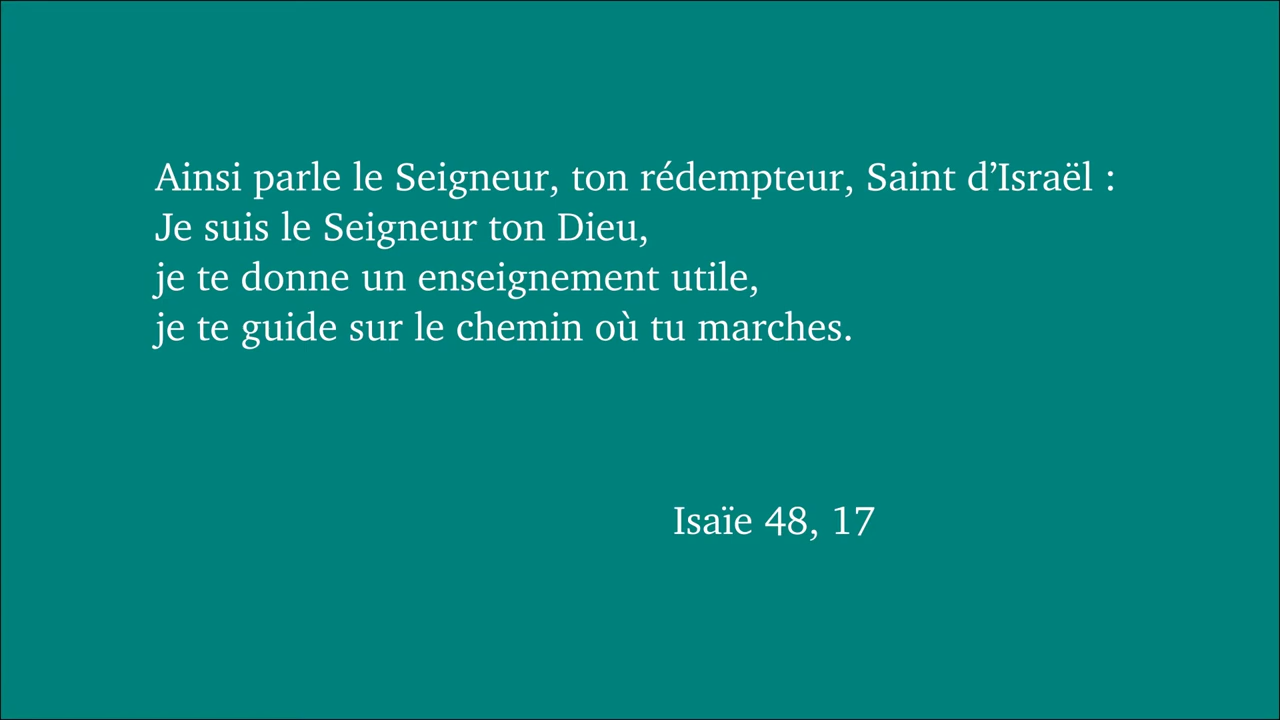 Ainsi parle le Seigneur, ton rédempteur, Saint d’Israël :
Je suis le Seigneur ton Dieu,
je te donne un enseignement utile,
je te guide sur le chemin où tu marches.
Isaïe 48, 17